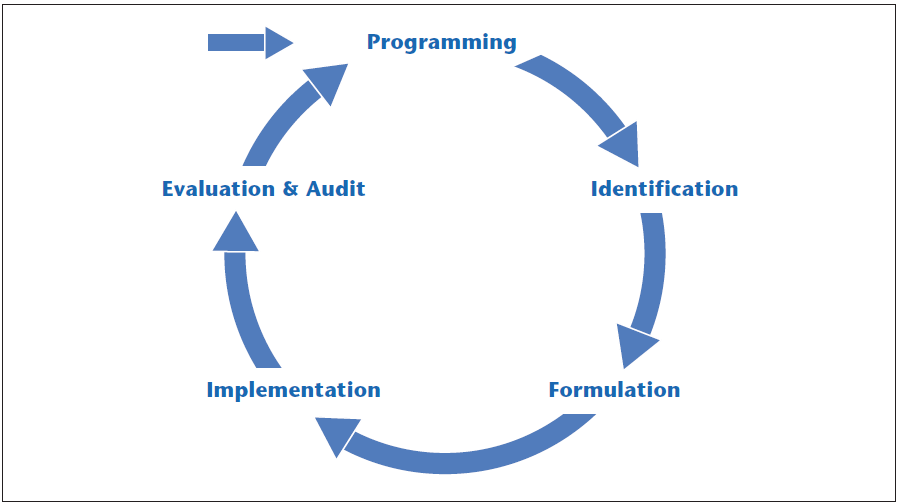 Programming
Evaluation & Audit
Identification
Implementation
Formulation